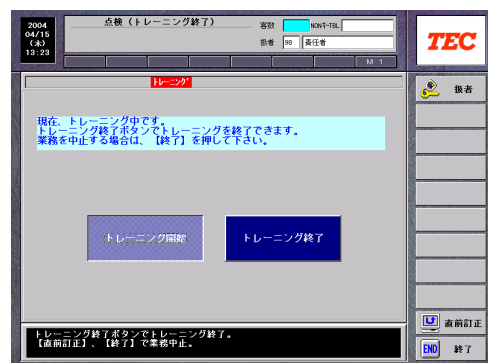 2004
04/15
(木)
13:23
点検(トレーニング終了)
客数
NONｷｰTBL
扱者 98 責任者
M 1
TEC
ﾄﾚｰﾆﾝｸﾞ
扱者
現在、トレーニング中です。
トレーニング終了ボタンでトレーニングを終了できます。
業務を中止する場合は、【終了】を押して下さい。
トレーニング開始
トレーニング終了
直前訂正
トレーニング終了ボタンでトレーニング終了。
【直前訂正】、【終了】で業務中止。
END 終了